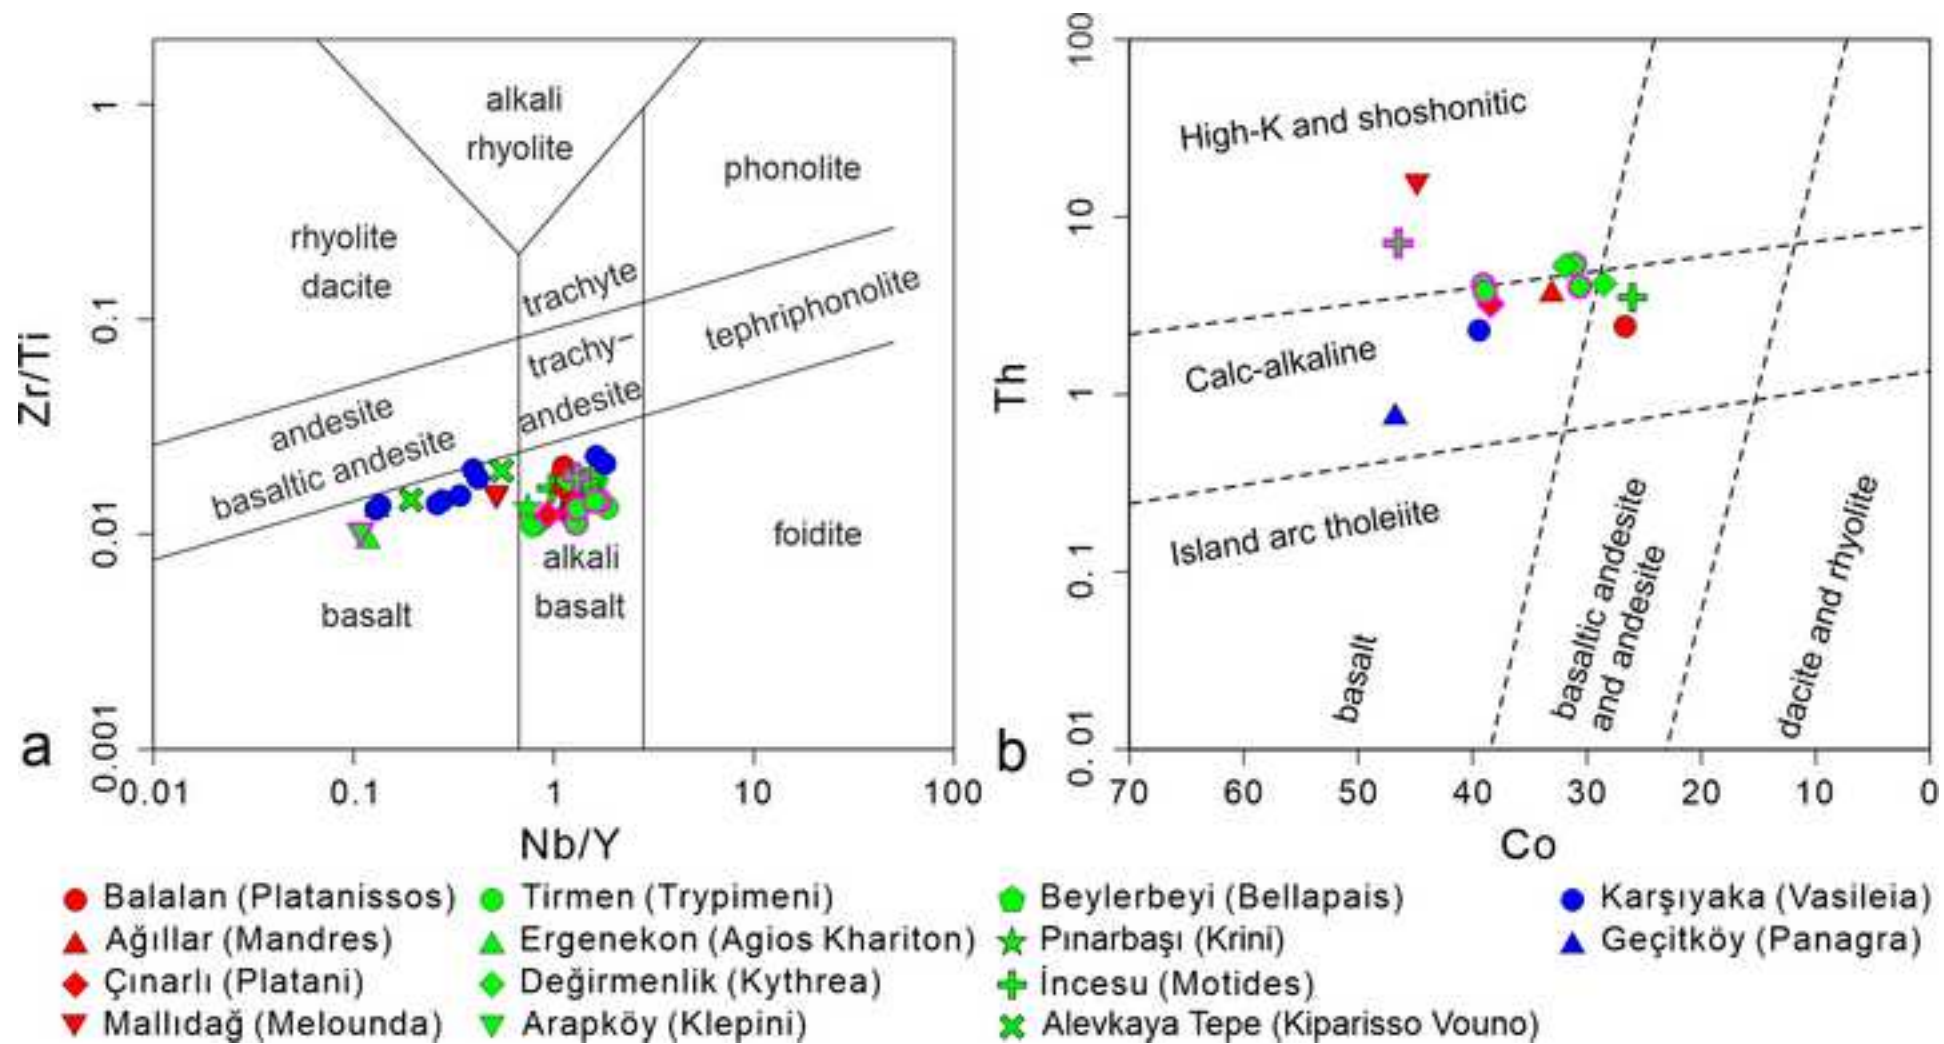 alkali
rhyolite
phonolite
rhyolite
dacite
trachyte
trachy-
andesite
tephriphonolite
andesite
basaltic andesite
alkali
basalt
foidite
basalt
1
0.1
0.01
0.001
Zr/Ti
a
0.01 0.1 1 10 100
Nb/Y
High-K and shoshonitic
Calc-alkaline
Island arc tholeiite
basalt
basaltic andesite
and andesite
dacite and rhyolite
100
10
1
0.1
0.01
Th
b
70 60 50 40 30 20 10 0
Co
Balalan (Platanissos) Tirmen (Trypimeni) Beylerbeyi (Bellapais) Karşıyaka (Vasileia)
Ağıllar (Mandres) Ergenekon (Agios Khariton) Pınarbaşı (Krini) Geçitköy (Panagra)
Çınarlı (Platani) Değirmenlik (Kythrea) İncesu (Motides)
Mallıdağ (Melounda) Arapköy (Klepini) Alevkaya Tepe (Kiparisso Vouno)